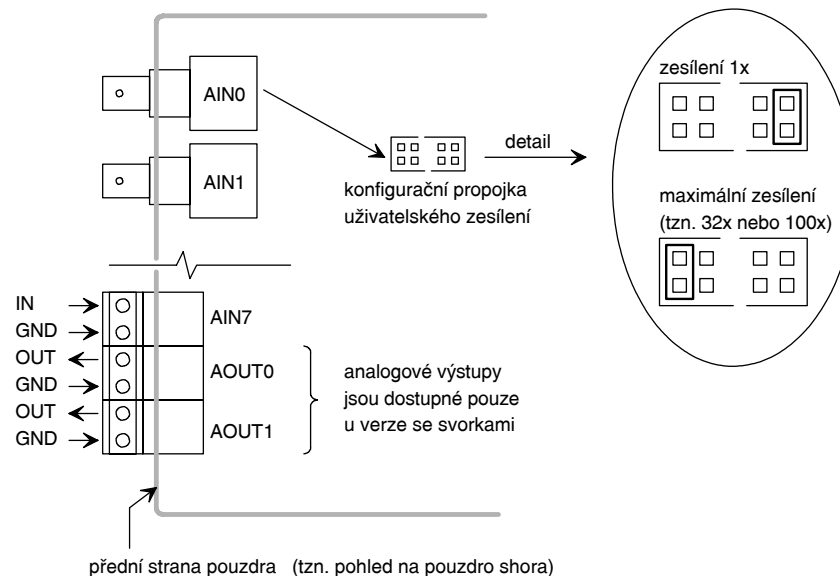 AIN0
AIN1
konfigurační propojka
uživatelského zesílení
detail
zesílení 1x
maximální zesílení
(tzn. 32x nebo 100x)
IN
GND
OUT
GND
OUT
GND
AIN7
AOUT0
AOUT1
analogové výstupy
jsou dostupné pouze
u verze se svorkami
přední strana pouzdra (tzn. pohled na pouzdro shora)